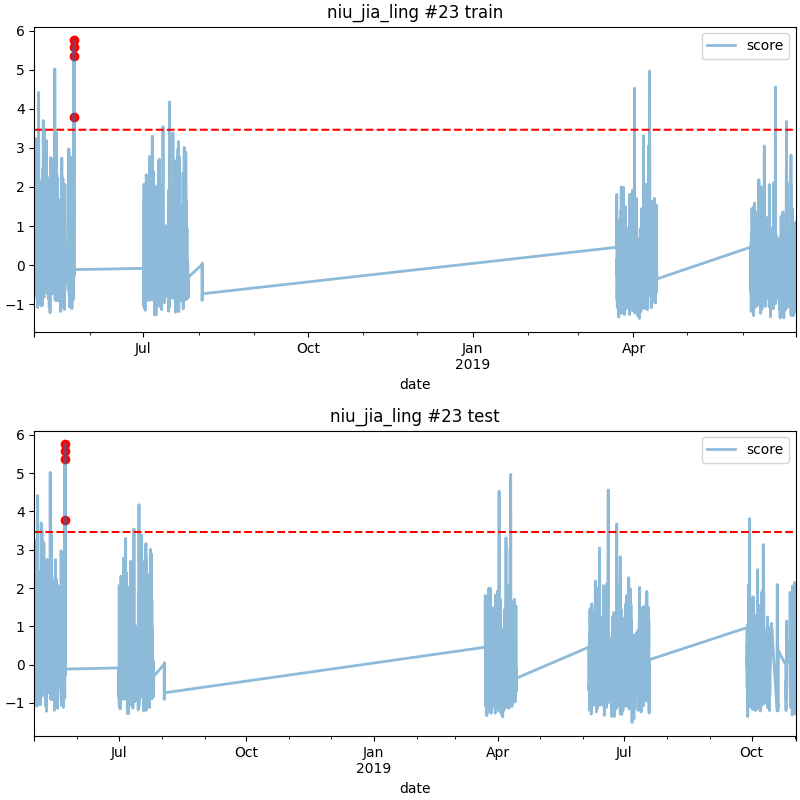 niu_jia_ling #23 train
score
6
5
4
3
2
1
0
−1
Jul
Oct
Jan
2019
Apr
date
niu_jia_ling #23 test
score
6
5
4
3
2
1
0
−1
Jul
Oct
Jan
2019
Apr
Jul
Oct
date